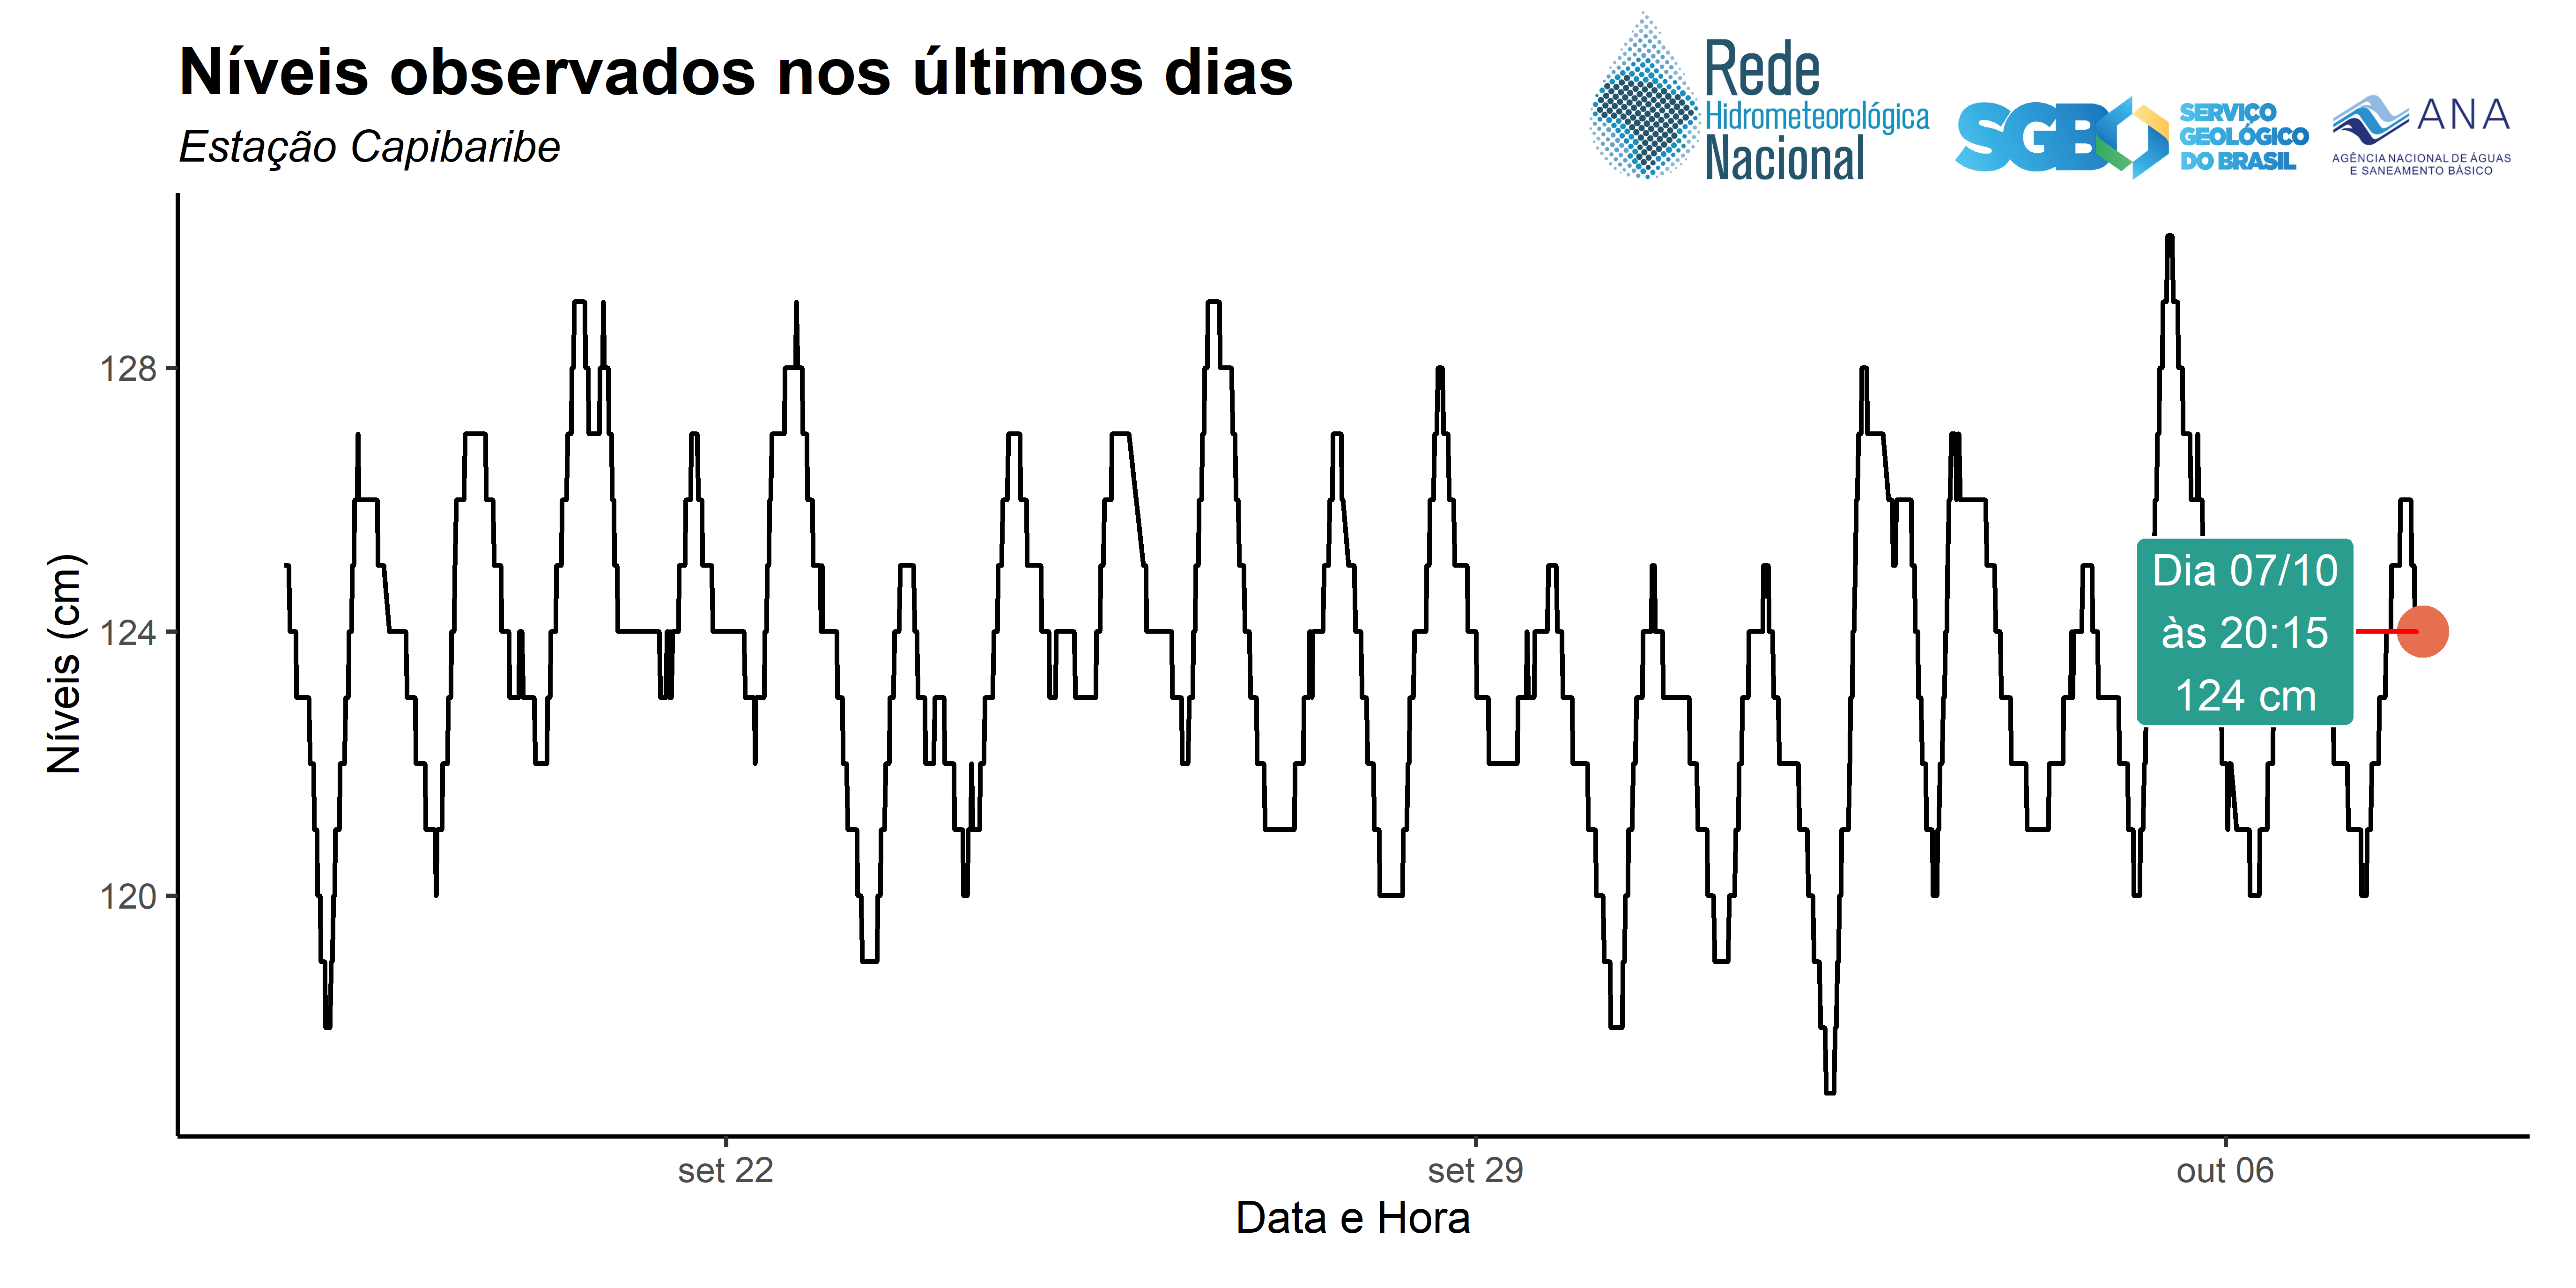 Níveis observados nos últimos dias
Estação Capibaribe
Rede
Hidrometeorológica
Nacional
SGB
SERVIÇO
GEOLÓGICO
DO BRASIL
ANA
AGÊNCIA NACIONAL DE ÁGUAS
E SANEAMENTO BÁSICO
Níveis (cm)
128
124
120
Dia 07/10
às 20:15
124 cm
set 22
set 29
out 06
Data e Hora